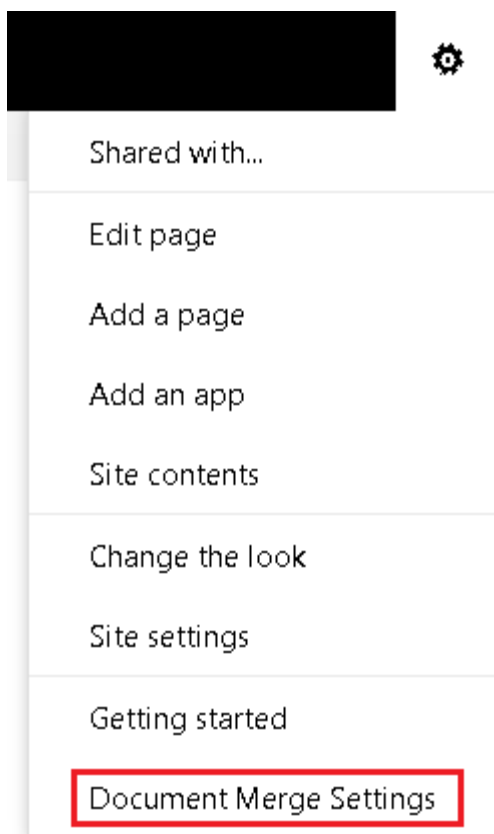 Shared with...
Edit page
Add a page
Add an app
Site contents
Change the look
Site settings
Getting started
Document Merge Settings